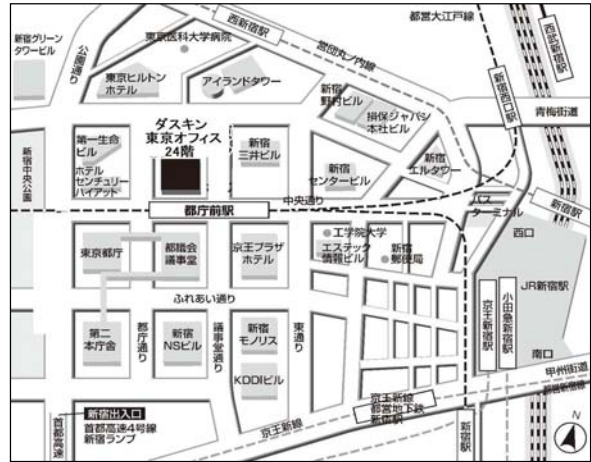 都営大江戸線
西新宿駅
西武新宿駅
新宿グリーン
タワービル
公園通り
東京医科大学病院
営団丸ノ内線
新宿西口駅
東京ヒルトン
ホテル
アイランドタワー
新宿
野村ビル
損保ジャパン
本社ビル
青梅街道
ダスキン
東京オフィス
24階
第一生命
ビル
ホテル
センチュリー
ハイアット
新宿
三井ビル
新宿
センタービル
新宿
エルタワー
新宿中央公園
中央通り
都庁前駅
バス
ターミナル
新宿駅
西口
東京都庁
都議会
議事堂
京王プラザ
ホテル
工学院大学
エステック
情報ビル
新宿
郵便局
JR新宿駅
京王新宿駅
小田急新宿駅
ふれあい通り
南口
第二
本庁舎
都庁通り
新宿
NSビル
議事堂通り
新宿
モノリス
東通り
KDDIビル
甲州街道
都営新宿線
京王新線
都営地下鉄
新宿駅
新宿出入口
首都高速4号線
新宿ランプ
首都高速
京王新線
新宿駅
N